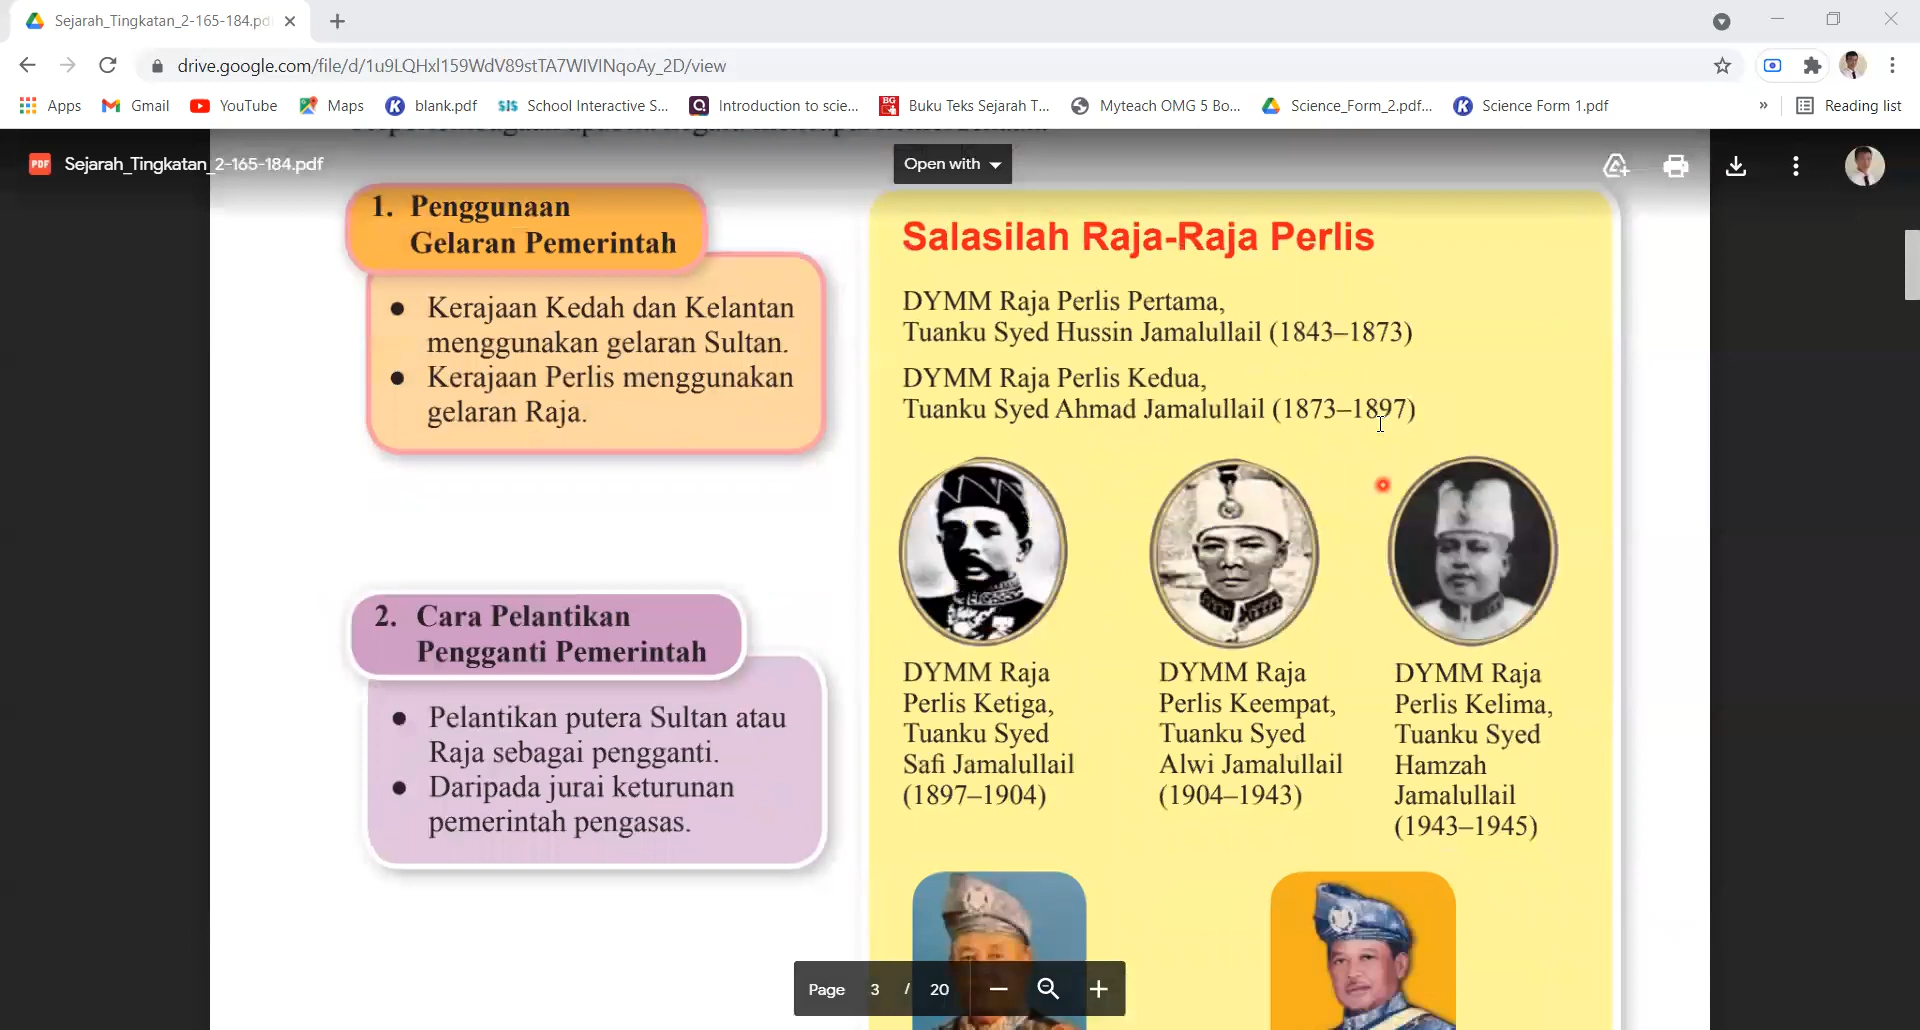 Sejarah_Tingkatan_2-165-184.pdf
drive.google.com/file/d/1u9LQHxl159WdV89stTA7WlVINqoAy_2D/view
Apps
Gmail
YouTube
Maps
blank.pdf
School Interactive S...
Introduction to scie...
Buku Teks Sejarah T...
Myteach OMG 5 Bo...
Science_Form_2.pdf...
Science Form 1.pdf
»
Reading list
PDF
Sejarah_Tingkatan_2-165-184.pdf
Open with
1. Penggunaan
Gelaran Pemerintah
● Kerajaan Kedah dan Kelantan
menggunakan gelaran Sultan.
● Kerajaan Perlis menggunakan
gelaran Raja.
2. Cara Pelantikan
Pengganti Pemerintah
● Pelantikan putera Sultan atau
Raja sebagai pengganti.
● Daripada jurai keturunan
pemerintah pengasas.
Salasilah Raja-Raja Perlis
DYMM Raja Perlis Pertama,
Tuanku Syed Hussin Jamalullail (1843–1873)
DYMM Raja Perlis Kedua,
Tuanku Syed Ahmad Jamalullail (1873–1897)
DYMM Raja
Perlis Ketiga,
Tuanku Syed
Safi Jamalullail
(1897–1904)
DYMM Raja
Perlis Keempat,
Tuanku Syed
Alwi Jamalullail
(1904–1943)
DYMM Raja
Perlis Kelima,
Tuanku Syed
Hamzah
Jamalullail
(1943–1945)
Page 3 / 20